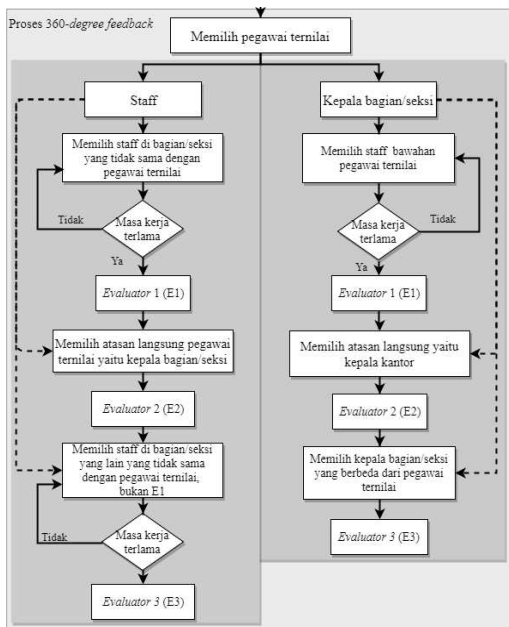 Proses 360-degree feedback
Memilih pegawai ternilai
Staff
Memilih staff di bagian/seksi
yang tidak sama dengan
pegawai ternilai
Tidak
Masa kerja
terlama
Ya
Evaluator 1 (E1)
Memilih atasan langsung pegawai
ternilai yaitu kepala bagian/seksi
Evaluator 2 (E2)
Memilih staff di bagian/seksi
yang lain yang tidak sama
dengan pegawai ternilai,
bukan E1
Tidak
Masa kerja
terlama
Evaluator 3 (E3)
Kepala bagian/seksi
Memilih staff bawahan
pegawai ternilai
Masa kerja
terlama
Tidak
Ya
Evaluator 1 (E1)
Memilih atasan langsung yaitu
kepala kantor
Evaluator 2 (E2)
Memilih kepala bagian/seksi
yang berbeda dari pegawai
ternilai
Evaluator 3 (E3)